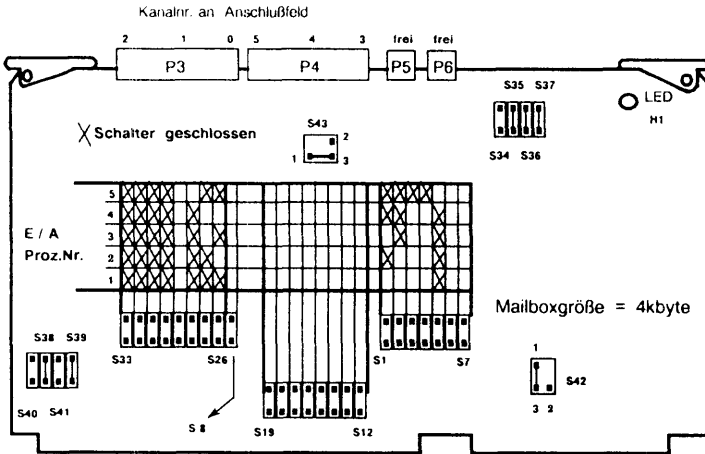 Kanalnr. an Anschlußfeld
2 1 0 5 4 3 frei frei
P3 P4 P5 P6
S35 S37
LED
H1
S43
X Schalter geschlossen
2
1 3
S34 S36
5
4
E / A
3
Proz.Nr.
2
1
Mailboxgröße = 4kbyte
S38 S39
S33 S26 S1 S7
1
S42
3 2
S40 S41
S8
S19 S12